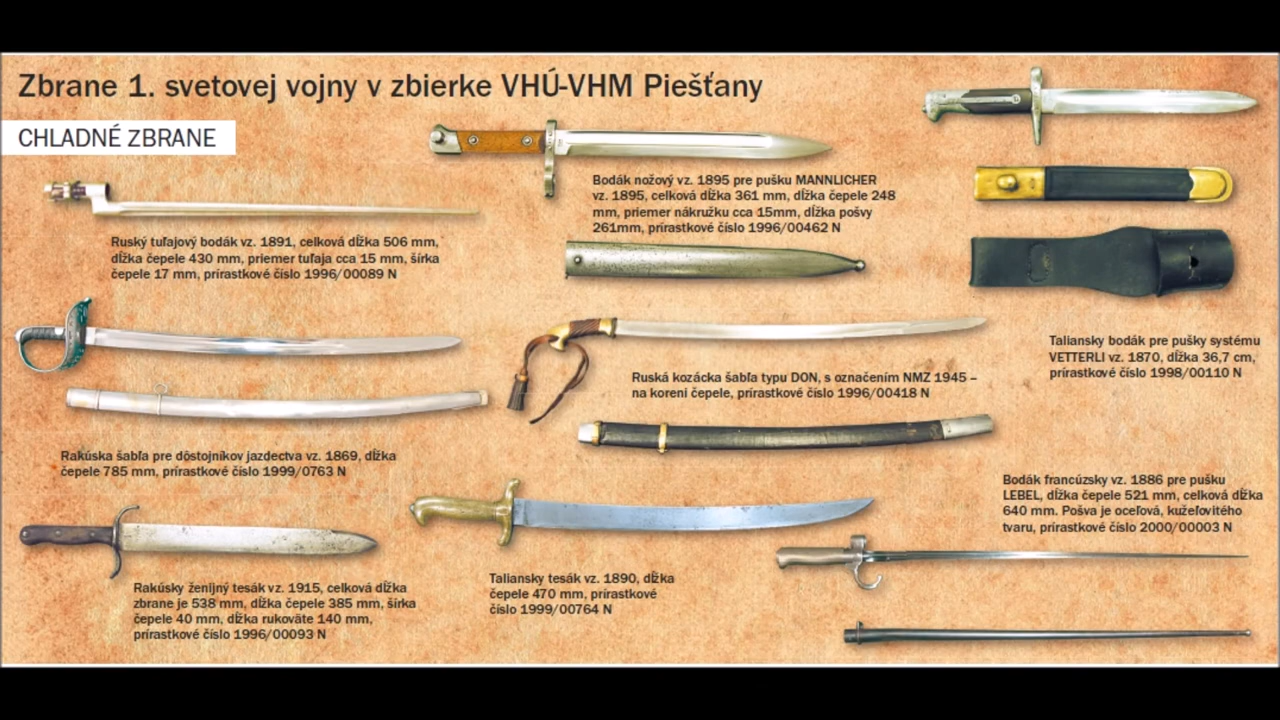 Zbrane 1. svetovej vojny v zbierke VHÚ-VHM Piešťany
CHLADNÉ ZBRANE
Ruský tuľajový bodák vz. 1891, celková dĺžka 506 mm,
dĺžka čepele 430 mm, priemer tuľaja cca 15 mm, šírka
čepele 17 mm, prírastkové číslo 1996/00089 N
Bodák nožový vz. 1895 pre pušku MANNLICHER
vz. 1895, celková dĺžka 361 mm, dĺžka čepele 248
mm, priemer nákružku cca 15mm, dĺžka pošvy
261mm, prírastkové číslo 1996/00462 N
Taliansky bodák pre pušky systému
VETTERLI vz. 1870, dĺžka 36,7 cm,
prírastkové číslo 1998/00110 N
Rakúska šabľa pre dôstojníkov jazdectva vz. 1869, dĺžka
čepele 785 mm, prírastkové číslo 1999/0763 N
Ruská kozácka šabľa typu DON, s označením NMZ 1945 –
na koreni čepele, prírastkové číslo 1996/00418 N
Bodák francúzsky vz. 1886 pre pušku
LEBEL, dĺžka čepele 521 mm, celková dĺžka
640 mm. Pošva je oceľová, kužeľovitého
tvaru, prírastkové číslo 2000/00003 N
Rakúsky ženijný tesák vz. 1915, celková dĺžka
zbrane je 538 mm, dĺžka čepele 385 mm, šírka
čepele 40 mm, dĺžka rukoväte 140 mm,
prírastkové číslo 1996/00093 N
Taliansky tesák vz. 1890, dĺžka
čepele 470 mm, prírastkové
číslo 1999/00764 N